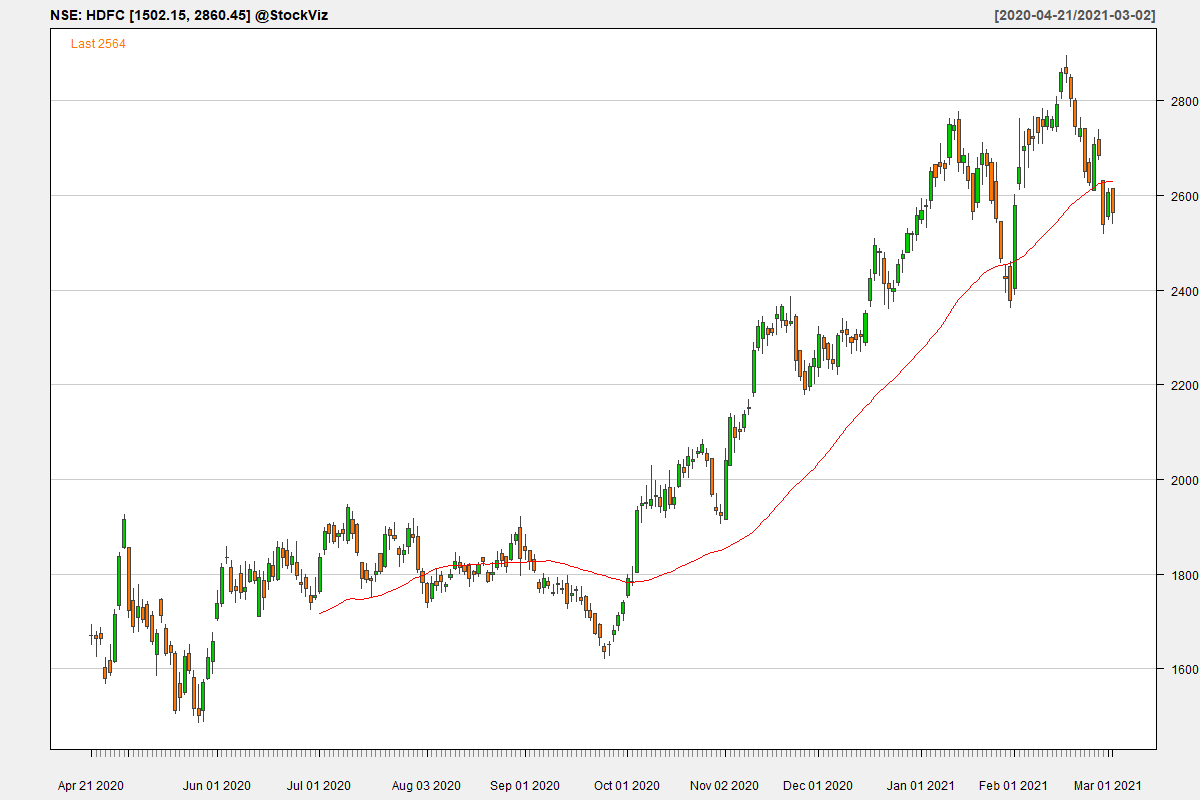 NSE: HDFC [1502.15, 2860.45] @StockViz [2020-04-21/2021-03-02]
Last 2564
2800
2600
2400
2200
2000
1800
1600
Apr 21 2020 Jun 01 2020 Jul 01 2020 Aug 03 2020 Sep 01 2020 Oct 01 2020 Nov 02 2020 Dec 01 2020 Jan 01 2021 Feb 01 2021 Mar 01 2021